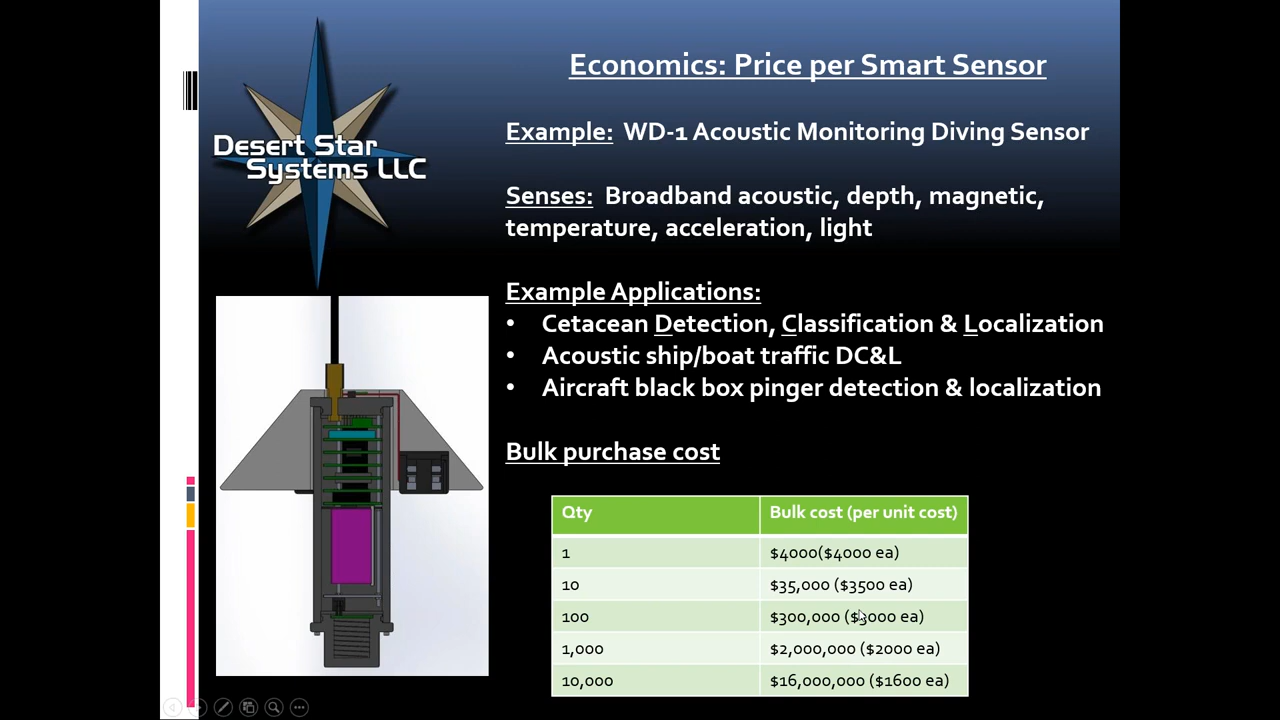 Desert Star
Systems LLC
Economics: Price per Smart Sensor
Example: WD-1 Acoustic Monitoring Diving Sensor
Senses: Broadband acoustic, depth, magnetic,
temperature, acceleration, light
Example Applications:
• Cetacean Detection, Classification & Localization
• Acoustic ship/boat traffic DC&L
• Aircraft black box pinger detection & localization
Bulk purchase cost
Qty Bulk cost (per unit cost)
1 $4000($4000 ea)
10 $35,000 ($3500 ea)
100 $300,000 ($3000 ea)
1,000 $2,000,000 ($2000 ea)
10,000 $16,000,000 ($1600 ea)